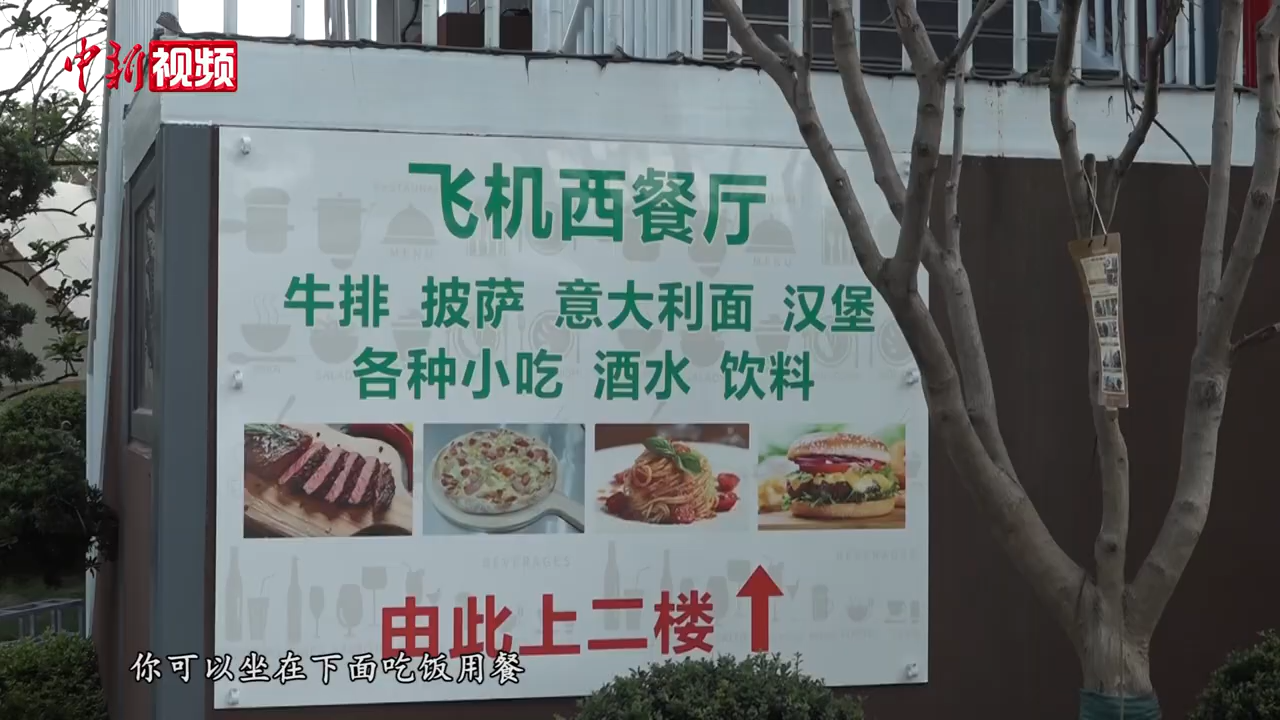 中新视频
飞机西餐厅
牛排 披萨 意大利面 汉堡
各种小吃 酒水 饮料
BEVERAGES
BEVERAGES
由此上二楼
你可以坐在下面吃饭用餐